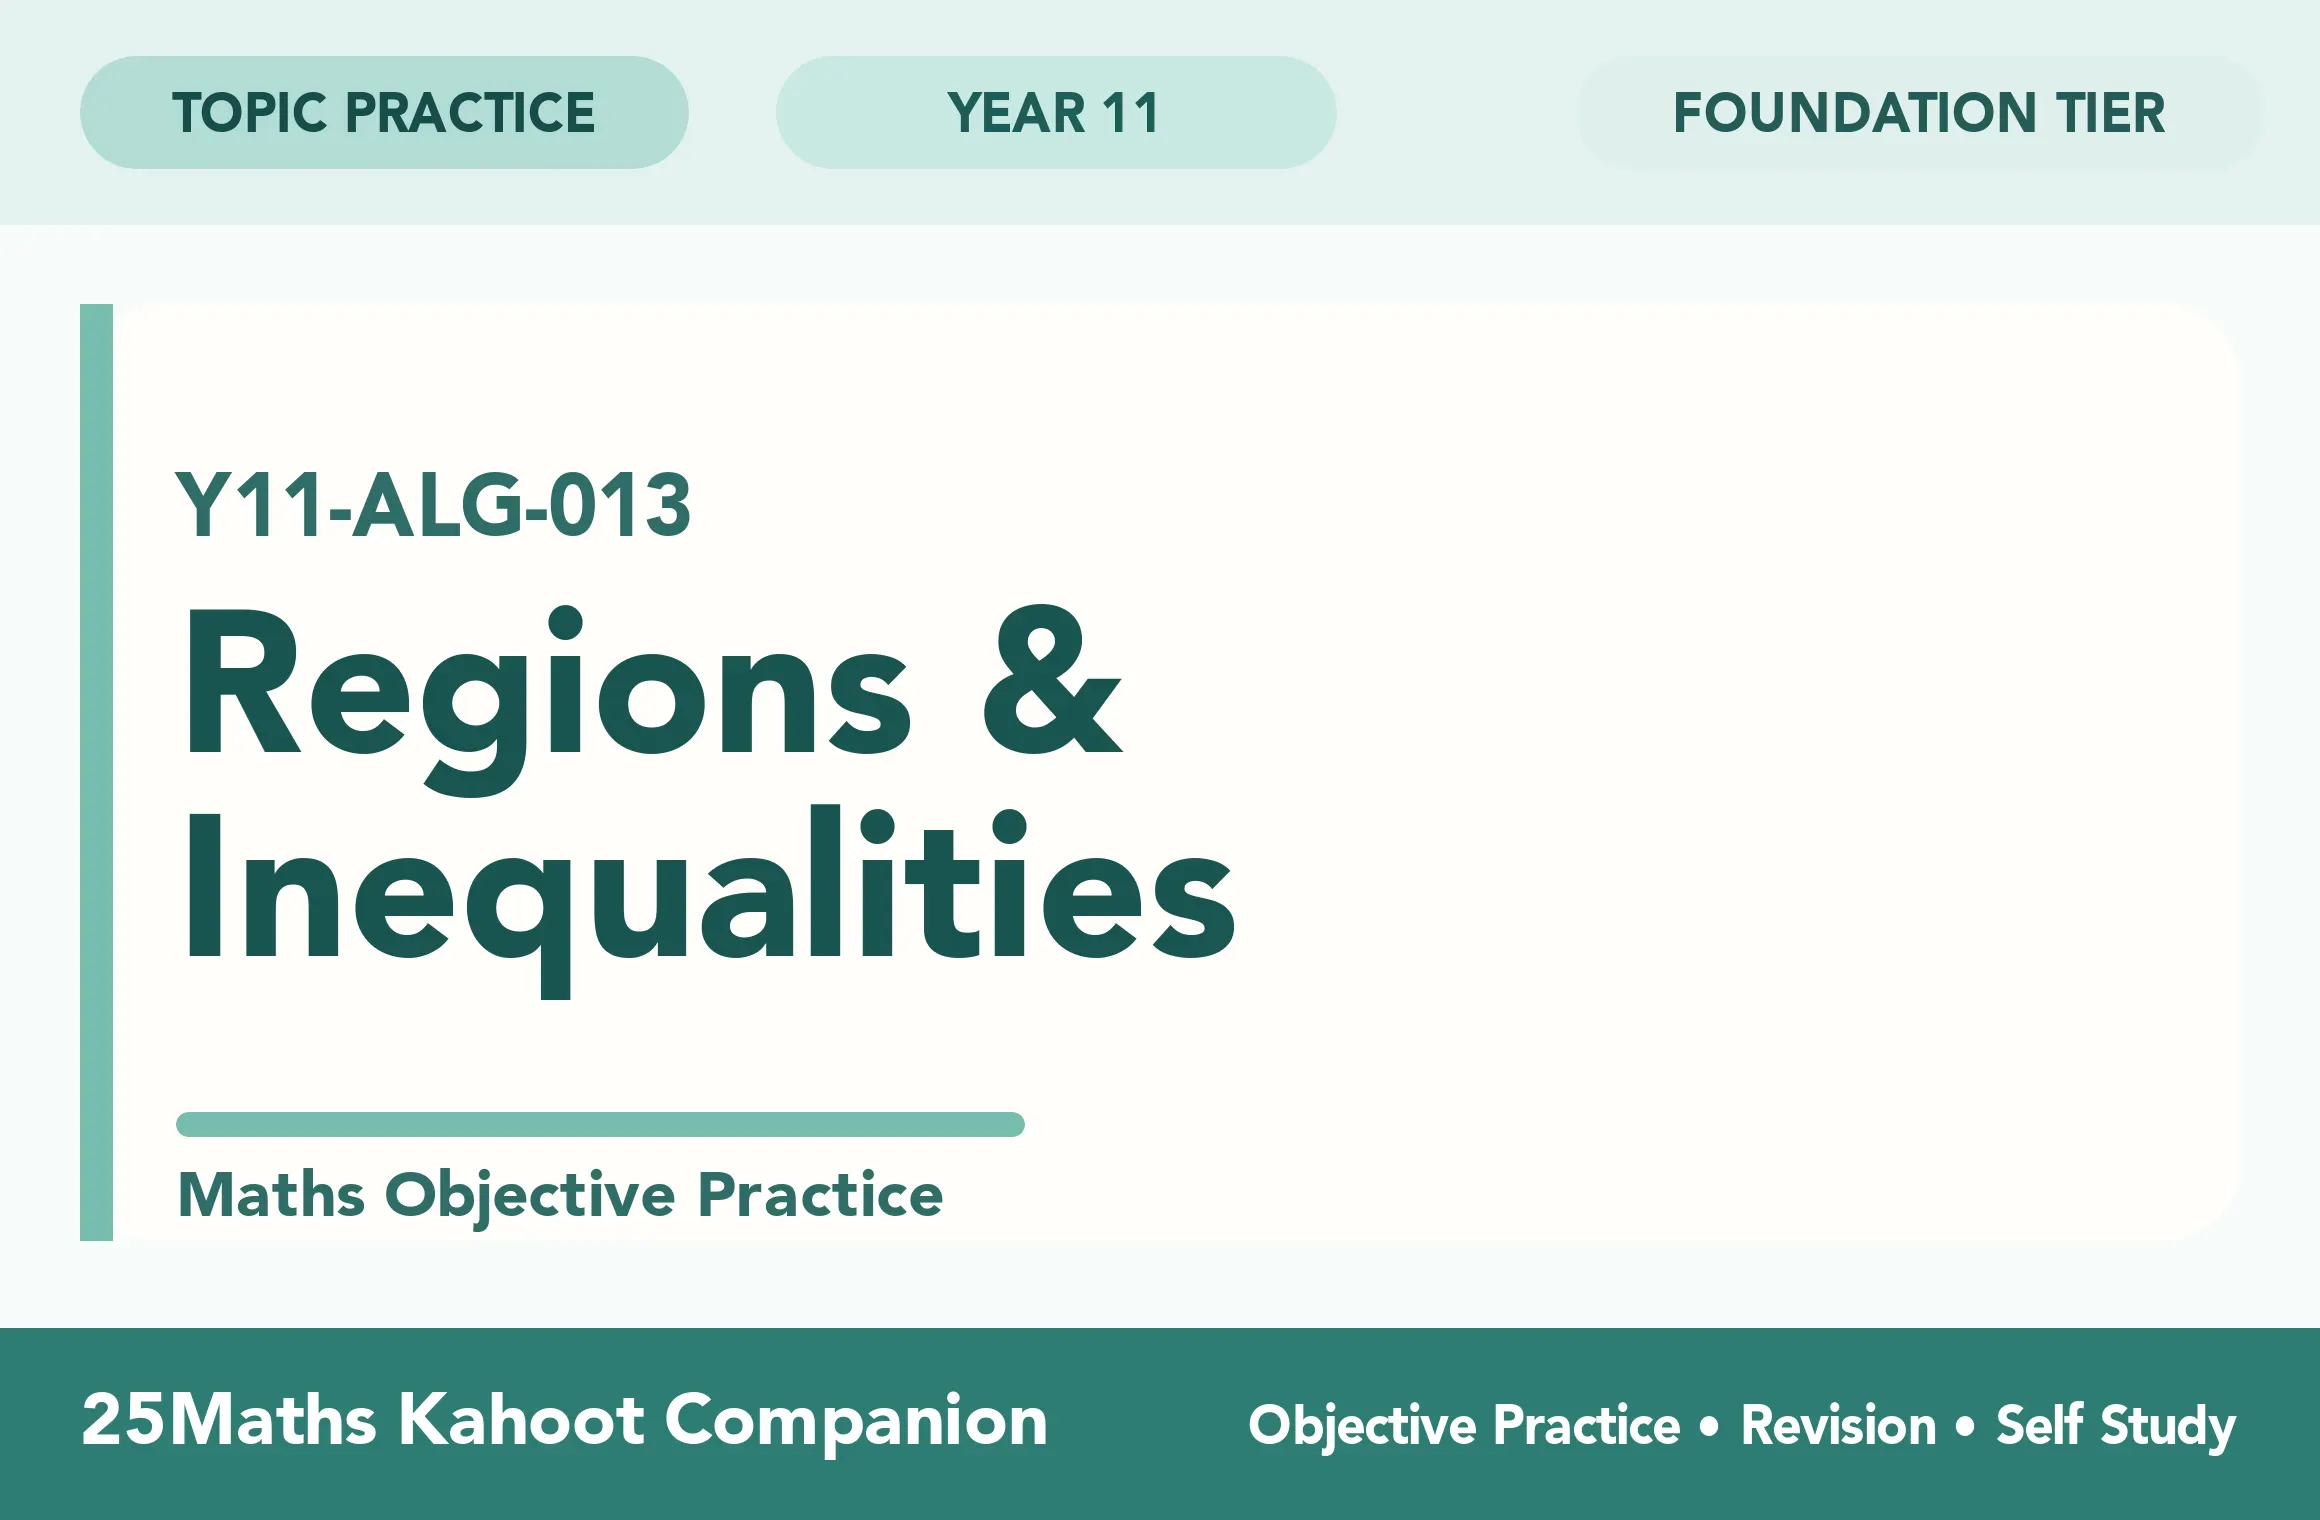 TOPIC PRACTICE
YEAR 11
FOUNDATION TIER
Y11-ALG-013
Regions &
Inequalities
Maths Objective Practice
25Maths Kahoot Companion
Objective Practice • Revision • Self Study